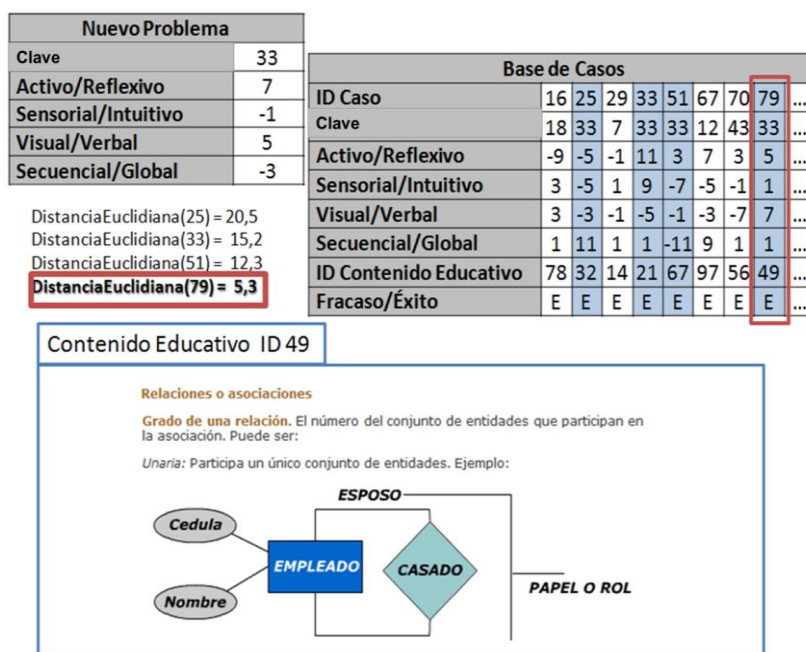 Nuevo Problema
Clave 33
Activo/Reflexivo 7
Sensorial/Intuitivo -1
Visual/Verbal 5
Secuencial/Global -3
Base de Casos
ID Caso 16 25 29 33 51 67 70 79 ...
Clave 18 33 7 33 33 12 43 33 ...
Activo/Reflexivo -9 -5 -1 11 3 7 3 5 ...
Sensorial/Intuitivo 3 -5 1 9 -7 -5 -1 1 ...
Visual/Verbal 3 -3 -1 -5 -1 -3 -7 7 ...
Secuencial/Global 1 11 1 1 -11 9 1 1 ...
ID Contenido Educativo 78 32 14 21 67 97 56 49 ...
Fracaso/Éxito E E E E E E E E ...
DistanciaEuclidiana(25) = 20,5
DistanciaEuclidiana(33) = 15,2
DistanciaEuclidiana(51) = 12,3
DistanciaEuclidiana(79) = 5,3
Contenido Educativo ID 49
Relaciones o asociaciones
Grado de una relación. El número del conjunto de entidades que participan en
la asociación. Puede ser:
Unaria: Participa un único conjunto de entidades. Ejemplo:
ESPOSO
Cedula
EMPLEADO
CASADO
PAPEL O ROL
Nombre